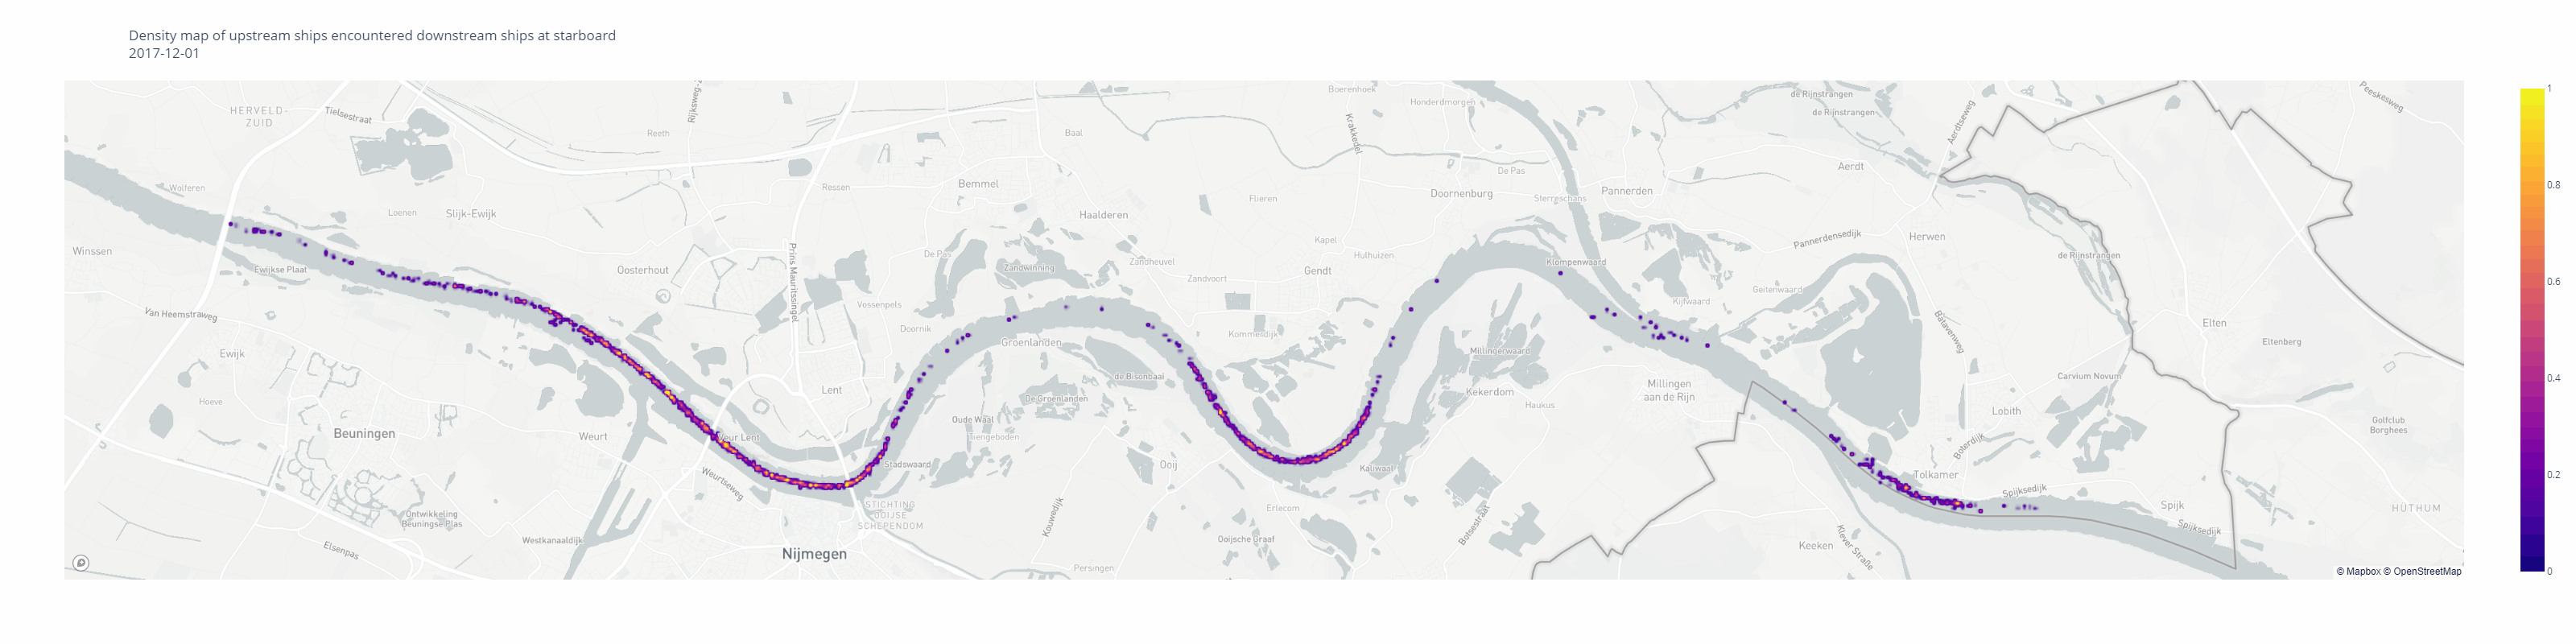 Density map of upstream ships encountered downstream ships at starboard
2017-12-01
HERVELD-
ZUID
Tielsestraat
Reeth
Baal
Boerenhoek
Honderdmorgen
Krakkedel
de Rijnstrangen
de Rijnstrangen
Aerdtseweg
Peeskesweg
Wolferen
Loenen
Slijk-Ewijk
Ressen
Bemmel
Haalderen
Flieren
De Pas
Doornenburg
Sterreschans
Pannerden
Aerdt
Winssen
Ewijkse Plaat
Oosterhout
Prins Mauritssingel
De Pas
Zandwinning
Zandheuvel
Zandvoort
Kapel
Hulhuizen
Gendt
Klompenwaard
Pannerdensedijk
Herwen
de Rijnstrangen
Van Heemstraweg
Vossenpels
Doornik
Groenlanden
Kommerdijk
Kijfwaard
Geitenwaard
Batavenweg
Elten
Eltenberg
Ewijk
Lent
de Bisonbaai
Millingerwaard
Kekerdom
Haukus
Millingen
aan de Rijn
Carvium Novum
Hoeve
Beuningen
Weurt
Veur Lent
Oude Waal
De Groenlanden
Tiengeboden
Lobith
Boterdijk
Golfclub
Borghees
Weurtseweg
Stadswaard
Ooij
Kaliwaal
Tolkamer
Spijksedijk
Spijk
Spijksedijk
HÜTHUM
Ontwikkeling
Beuningse Plas
STICHTING
OOIJSE
SCHEPENDOM
Kouwedijk
Erlecom
Botsestraat
Elsenpas
Westkanaaldijk
Nijmegen
Ooijsche Graaf
Persingen
Keeken
Klever Straße
© Mapbox © OpenStreetMap
1
0.8
0.6
0.4
0.2
0